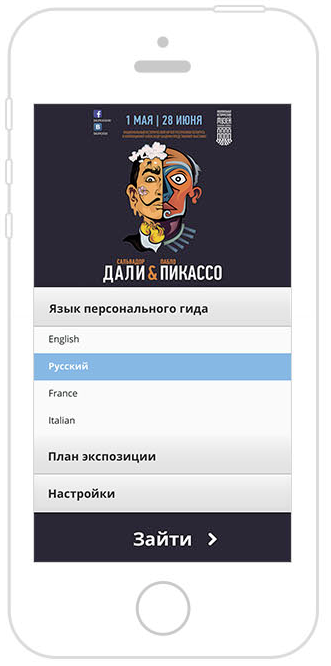 1 МАЯ | 28 ИЮНЯ
САЛЬВАДОР ПАБЛО
ДАЛИ & ПИКАССО
Язык персонального гида
English
Русский
France
Italian
План экспозиции
Настройки
Зайти